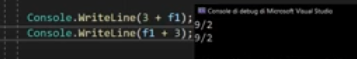 Console di debug di Microsoft Visual Studio
Console.WriteLine(3 + f1);
9/2
Console.WriteLine(f1 + 3);
9/2